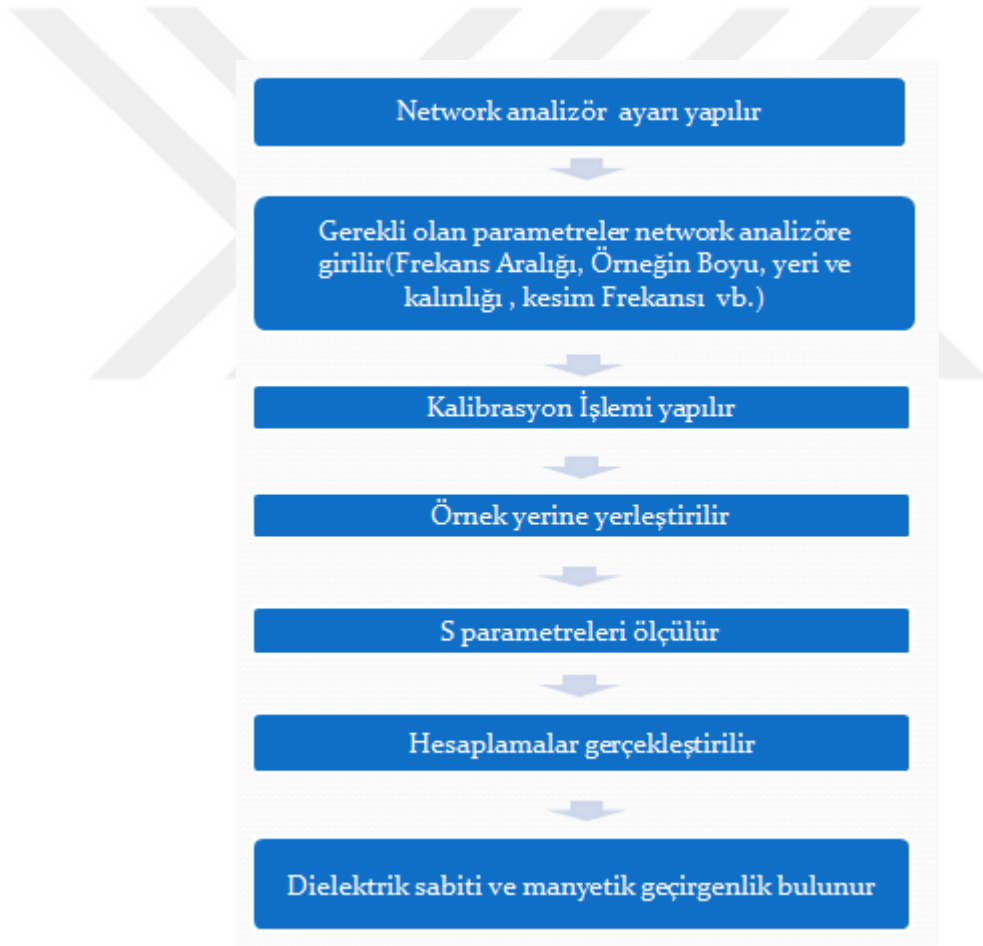 Network analizör ayarı yapılır
Gerekli olan parametreler network analizöre
girilir(Frekans Aralığı, Örneğin Boyu, yeri ve
kalınlığı , kesim Frekansı vb.)
Kalibrasyon İşlemi yapılır
Örnek yerine yerleştirilir
S parametreleri ölçülür
Hesaplamalar gerçekleştirilir
Dielektrik sabiti ve manyetik geçirgenlik bulunur